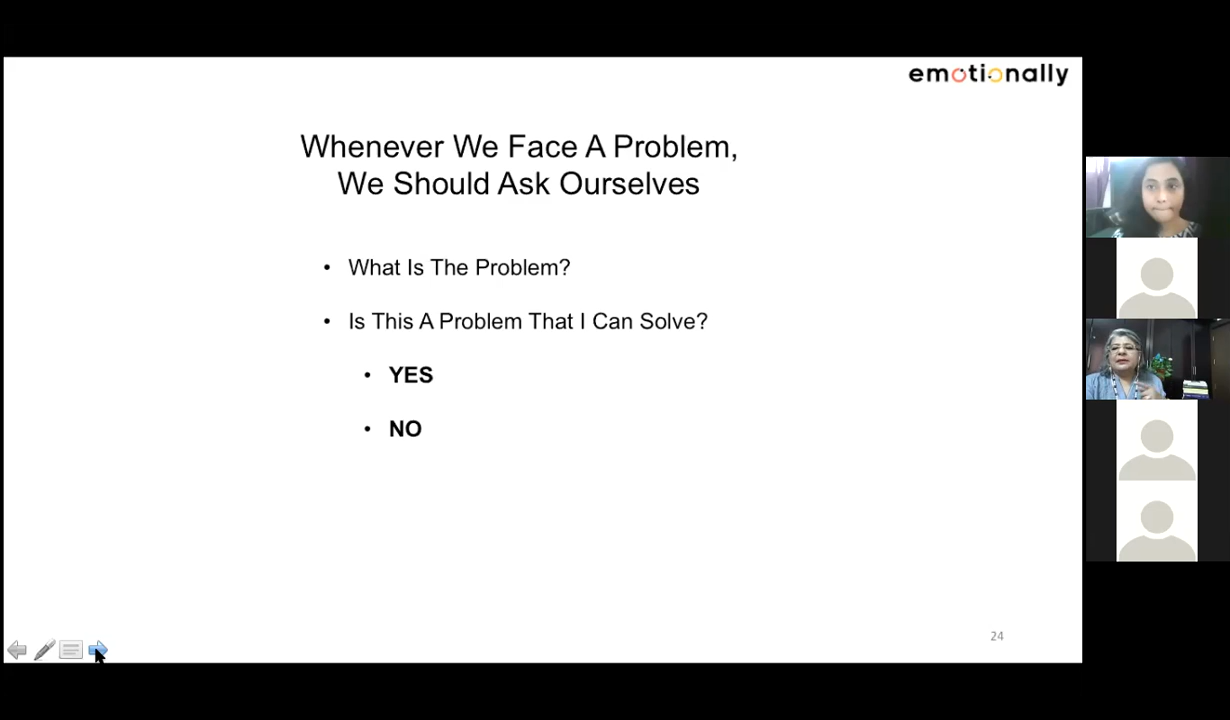 emotionally
Whenever We Face A Problem,
We Should Ask Ourselves
• What Is The Problem?
• Is This A Problem That I Can Solve?
• YES
• NO
24